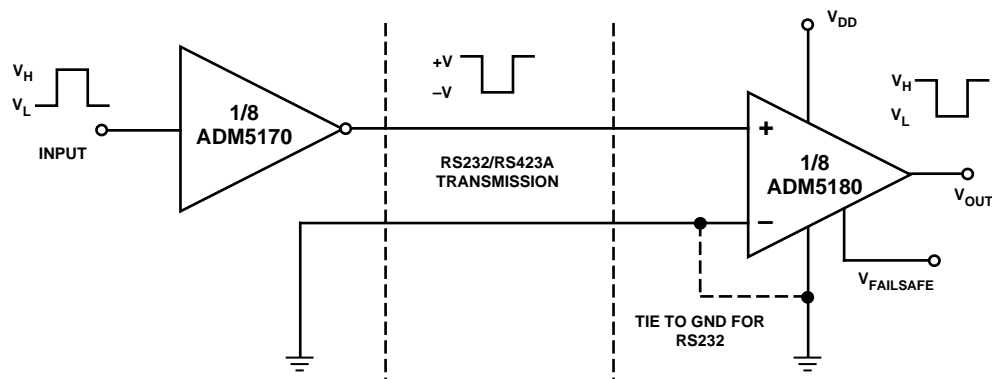 V_H
V_L
INPUT
1/8
ADM5170
+V
–V
RS232/RS423A
TRANSMISSION
TIE TO GND FOR
RS232
V_DD
+
–
1/8
ADM5180
V_H
V_L
V_OUT
V_FAILSAFE